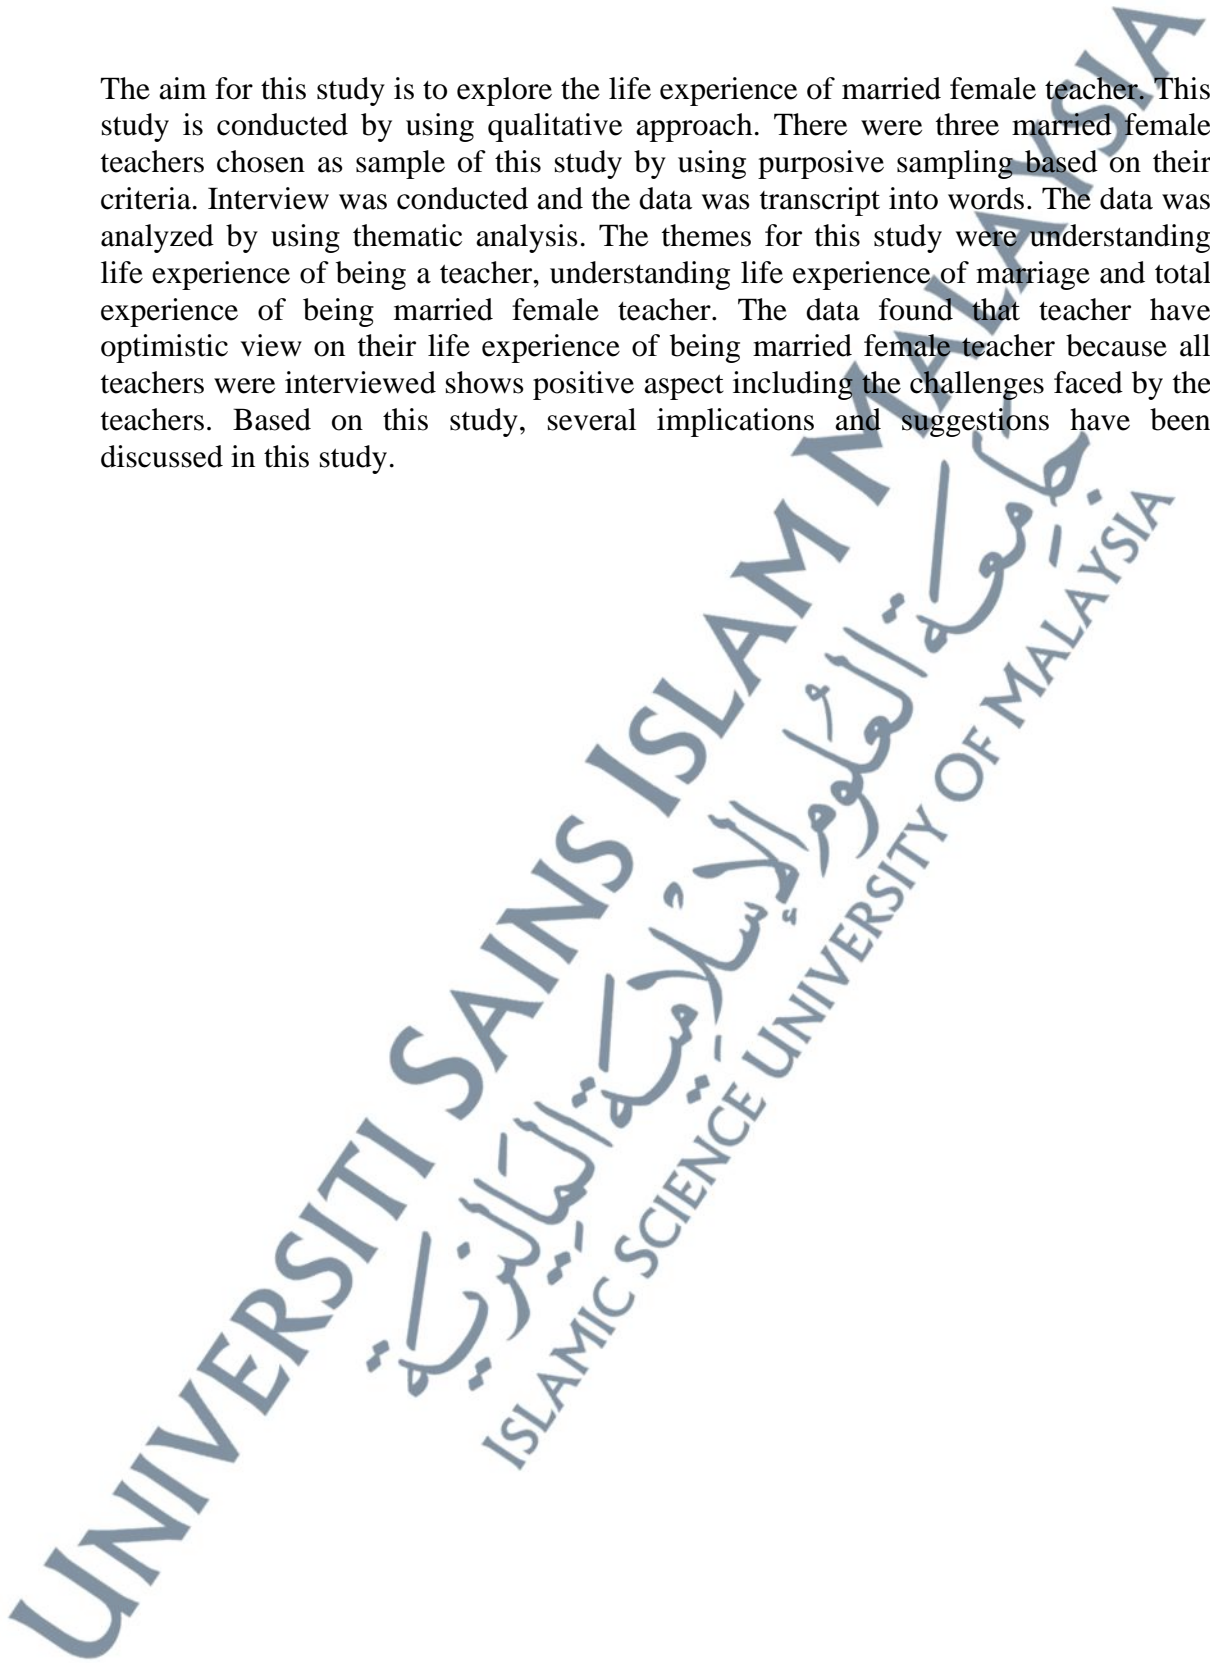 The aim for this study is to explore the life experience of married female teacher. This
study is conducted by using qualitative approach. There were three married female
teachers chosen as sample of this study by using purposive sampling based on their
criteria. Interview was conducted and the data was transcript into words. The data was
analyzed by using thematic analysis. The themes for this study were understanding
life experience of being a teacher, understanding life experience of marriage and total
experience of being married female teacher. The data found that teacher have
optimistic view on their life experience of being married female teacher because all
teachers were interviewed shows positive aspect including the challenges faced by the
teachers. Based on this study, several implications and suggestions have been
discussed in this study.
UNIVERSITI SAINS ISLAM MALAYSIA
جامعة العلوم الإسلامية الماليزية
ISLAMIC SCIENCE UNIVERSITY OF MALAYSIA